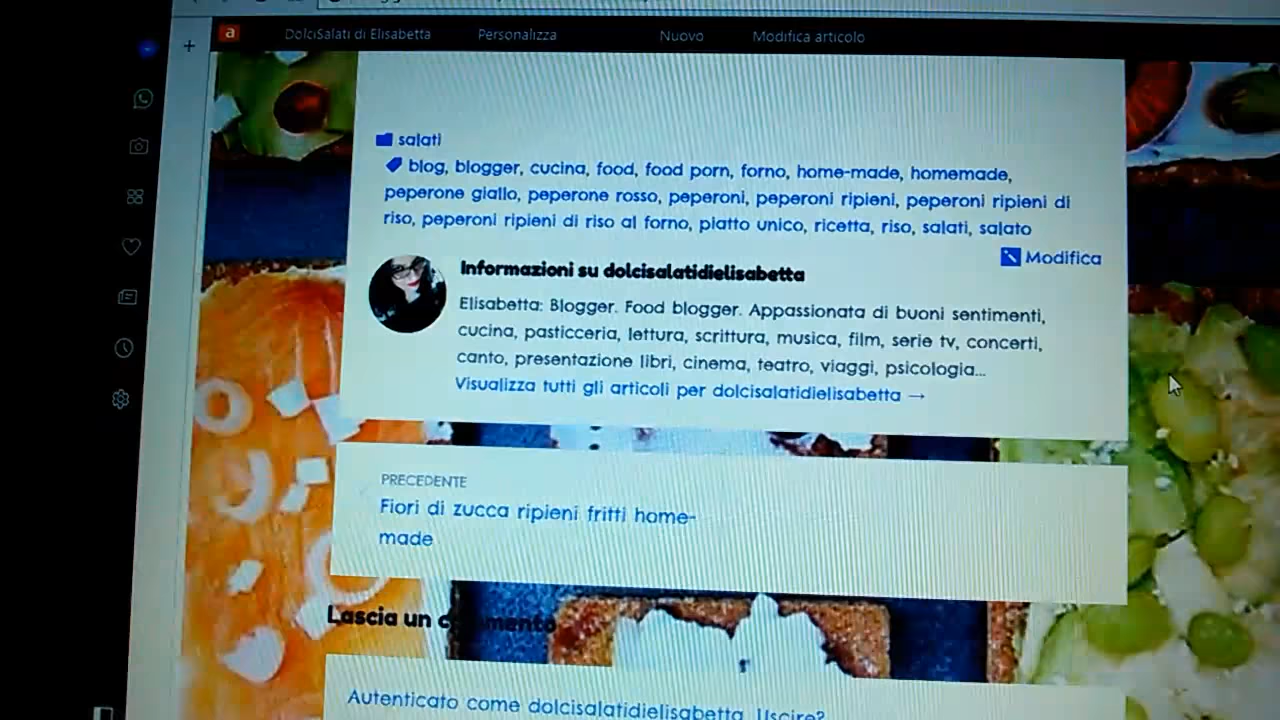 a DolciSalati di Elisabetta Personalizza Nuovo Modifica articolo
salati
blog, blogger, cucina, food, food porn, forno, home-made, homemade,
peperone giallo, peperone rosso, peperoni, peperoni ripieni, peperoni ripieni di
riso, peperoni ripieni di riso al forno, piatto unico, ricetta, riso, salati, salato
Modifica
Informazioni su dolcisalatidielisabetta
Elisabetta: Blogger. Food blogger. Appassionata di buoni sentimenti,
cucina, pasticceria, lettura, scrittura, musica, film, serie tv, concerti,
canto, presentazione libri, cinema, teatro, viaggi, psicologia...
Visualizza tutti gli articoli per dolcisalatidielisabetta →
PRECEDENTE
Fiori di zucca ripieni fritti home-
made
Lascia un commento
Autenticato come dolcisalatidielisabetta. Uscire?